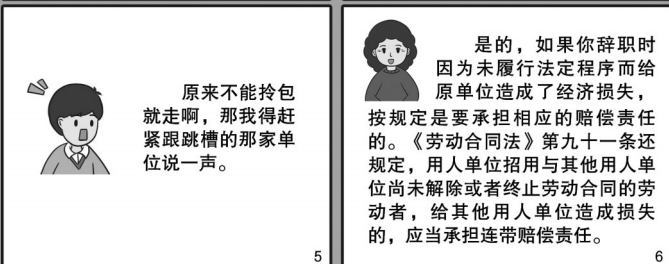 原来不能拎包
就走啊，那我得赶
紧跟跳槽的那家单
位说一声。
5
是的，如果你辞职时
因为未履行法定程序而给
原单位造成了经济损失，
按规定是要承担相应的赔偿责任
的。《劳动合同法》第九十一条还
规定，用人单位招用与其他用人单
位尚未解除或者终止劳动合同的劳
动者，给其他用人单位造成损失
的，应当承担连带赔偿责任。
6